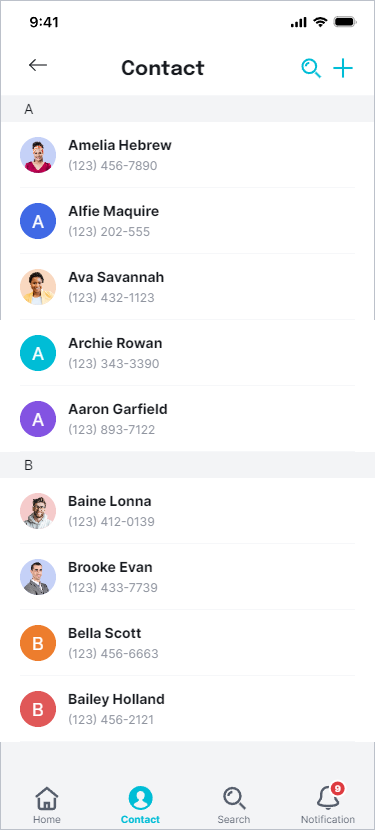 9:41
Contact
A
Amelia Hebrew
(123) 456-7890
A
Alfie Maquire
(123) 202-555
Ava Savannah
(123) 432-1123
A
Archie Rowan
(123) 343-3390
A
Aaron Garfield
(123) 893-7122
B
Baine Lonna
(123) 412-0139
Brooke Evan
(123) 433-7739
B
Bella Scott
(123) 456-6663
B
Bailey Holland
(123) 456-2121
9
Home Contact Search Notification